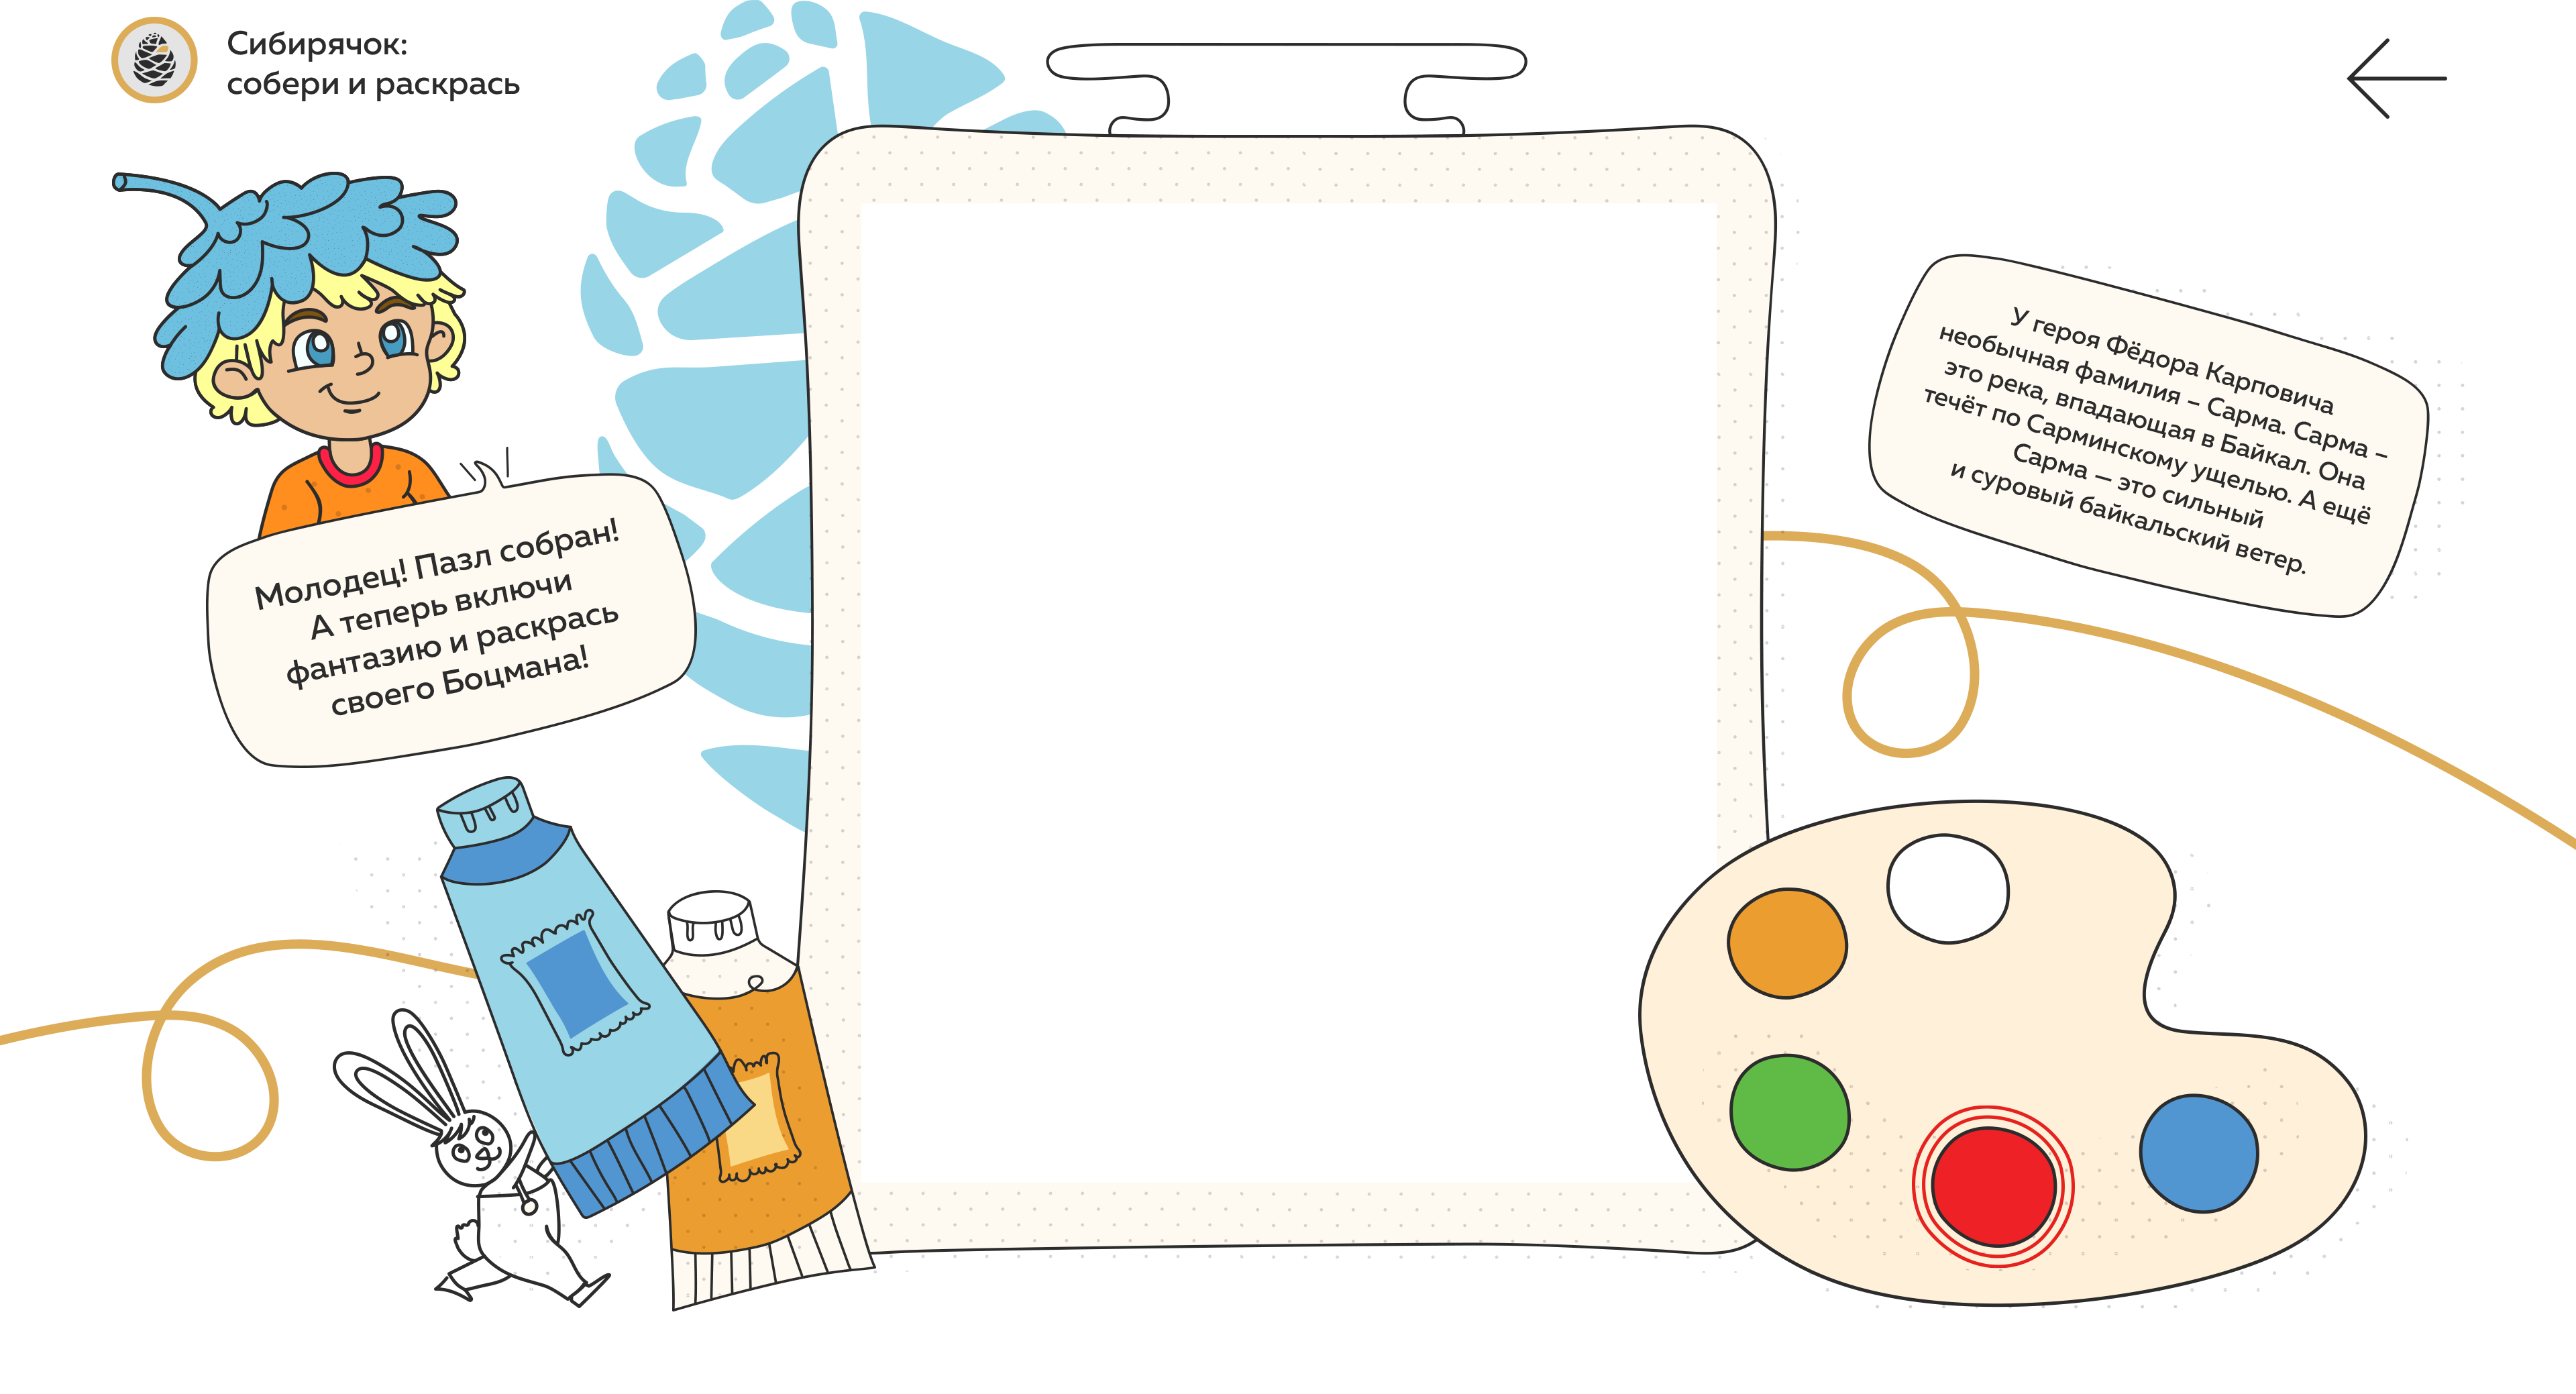 Сибирячок:
собери и раскрась
Молодец! Пазл собран!
А теперь включи
фантазию и раскрась
своего Боцмана!
У героя Фёдора Карповича
необычная фамилия – Сарма. Сарма –
это река, впадающая в Байкал. Она
течёт по Сарминскому ущелью. А ещё
Сарма — это сильный
и суровый байкальский ветер.